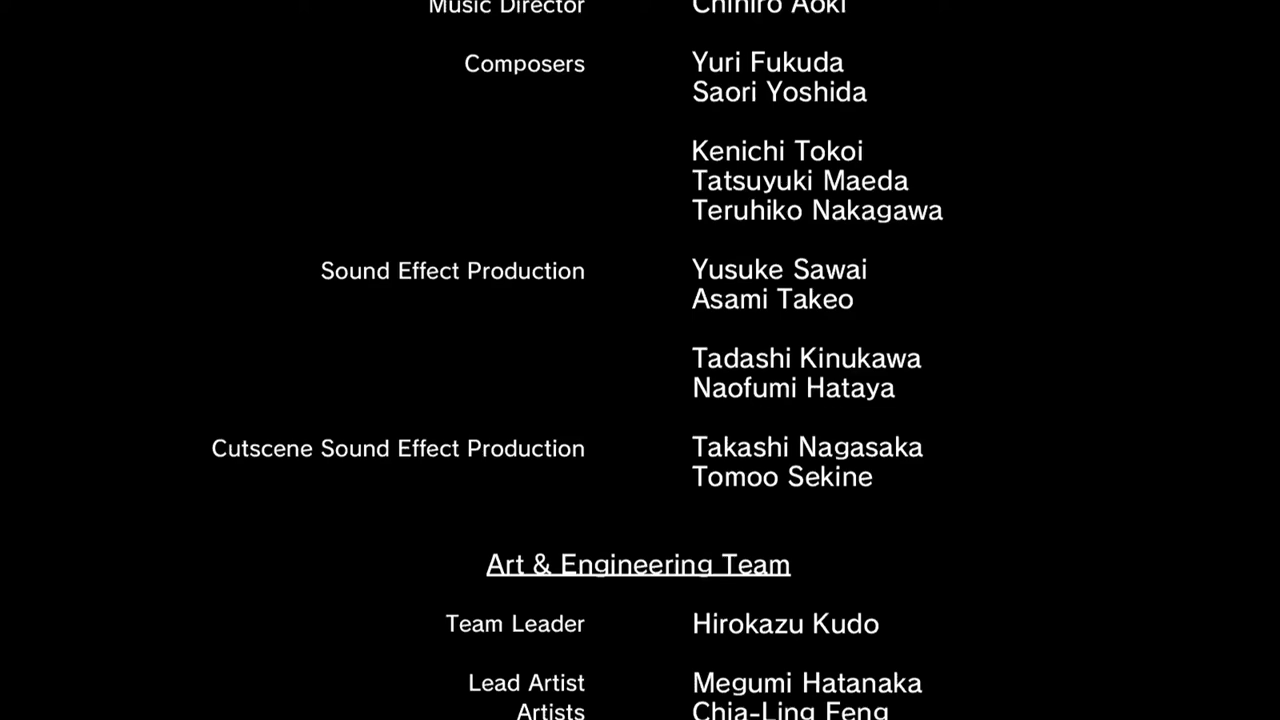 Music Director Chihiro Aoki
Composers Yuri Fukuda
Saori Yoshida
Kenichi Tokoi
Tatsuyuki Maeda
Teruhiko Nakagawa
Sound Effect Production Yusuke Sawai
Asami Takeo
Tadashi Kinukawa
Naofumi Hataya
Cutscene Sound Effect Production Takashi Nagasaka
Tomoo Sekine
Art & Engineering Team
Team Leader Hirokazu Kudo
Lead Artist Megumi Hatanaka
Artists Chia-Ling Feng